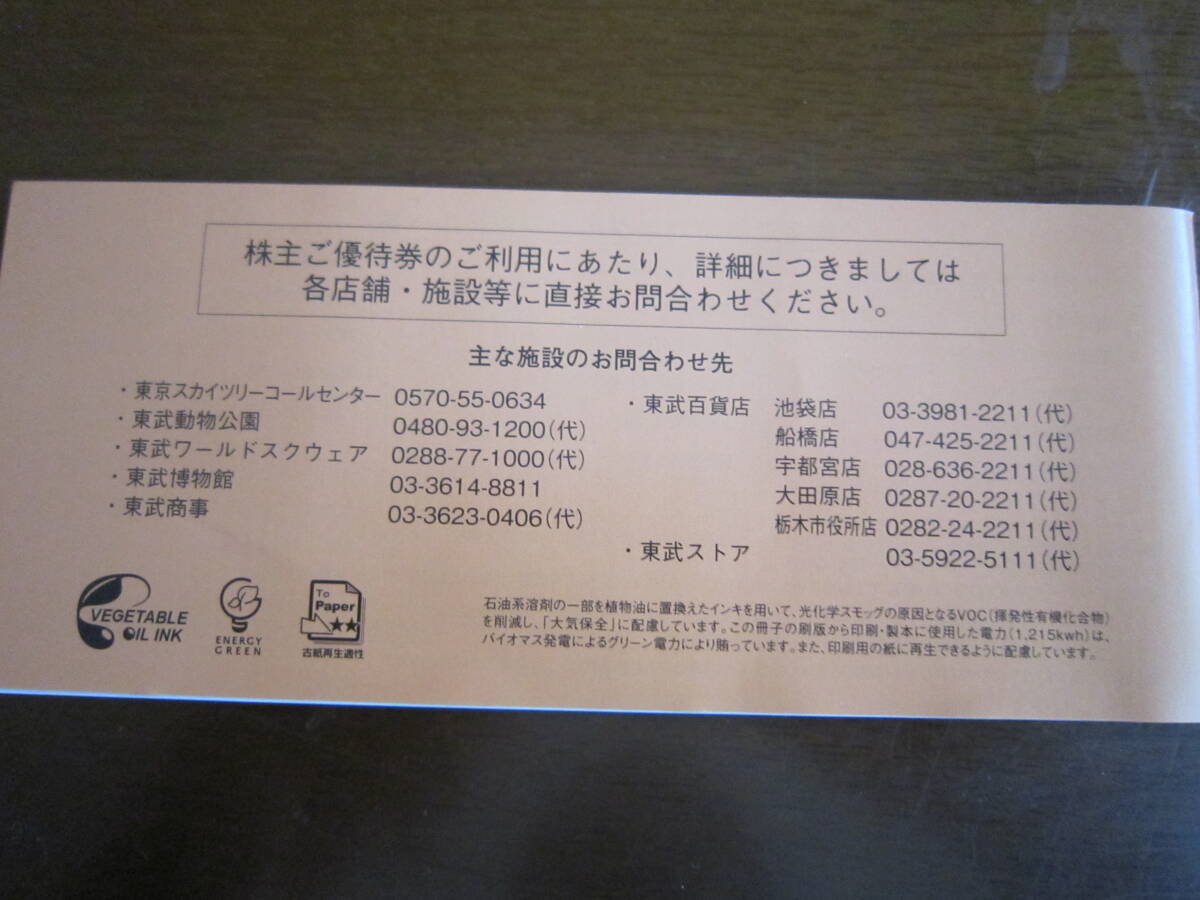 株主ご優待券のご利用にあたり、詳細につきましては
各店舗・施設等に直接お問合わせください。
主な施設のお問合わせ先
・東京スカイツリーコールセンター 0570-55-0634
・東武動物公園 0480-93-1200(代)
・東武ワールドスクウェア 0288-77-1000(代)
・東武博物館 03-3614-8811
・東武商事 03-3623-0406(代)
・東武百貨店 池袋店 03-3981-2211(代)
船橋店 047-425-2211(代)
宇都宮店 028-636-2211(代)
大田原店 0287-20-2211(代)
栃木市役所店 0282-24-2211(代)
・東武ストア 03-5922-5111(代)
VEGETABLE
OIL INK
ENERGY
GREEN
To
Paper
★★
古紙再生適性
石油系溶剤の一部を植物油に置換えたインキを用いて、光化学スモッグの原因となるVOC(揮発性有機化合物)
を削減し、「大気保全」に配慮しています。この冊子の刷版から印刷・製本に使用した電力(1,215kwh)は、
バイオマス発電によるグリーン電力により賄っています。また、印刷用の紙に再生できるように配慮しています。